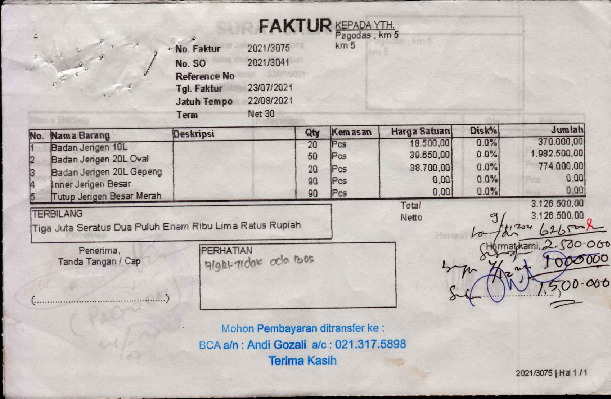 FAKTUR
KEPADA YTH.
Pagodas , km 5
km 5
No. Faktur 2021/3075
No. SO 2021/3041
Reference No
Tgl. Faktur 23/07/2021
Jatuh Tempo 22/08/2021
Term Net 30
No. Nama Barang Deskripsi Qty Kemasan Harga Satuan Disk% Jumlah
1 Badan Jerigen 10L 20 Pcs 18.500,00 0.0% 370.000,00
2 Badan Jerigen 20L Oval 50 Pcs 39.650,00 0.0% 1.982.500,00
3 Badan Jerigen 20L Gepeng 20 Pcs 38.700,00 0.0% 774.000,00
4 Inner Jerigen Besar 90 Pcs 0,00 0.0% 0,00
5 Tutup Jerigen Besar Merah 90 Pcs 0,00 0.0% 0,00
Total 3.126.500,00
Netto 3.126.500,00
TERBILANG
Tiga Juta Seratus Dua Puluh Enam Ribu Lima Ratus Rupiah
Penerima,
Tanda Tangan / Cap
(..............................)
PERHATIAN
Hormat kami,
2.500.000
1000000
1.500.000
Mohon Pembayaran ditransfer ke :
BCA a/n : Andi Gozali a/c : 021.317.5898
Terima Kasih
2021/3075 | Hal 1 / 1